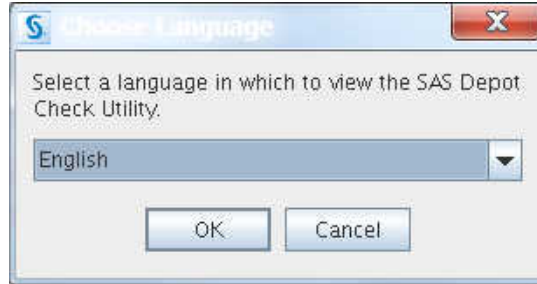 Choose Language
Select a language in which to view the SAS Depot
Check Utility.
English
OK
Cancel